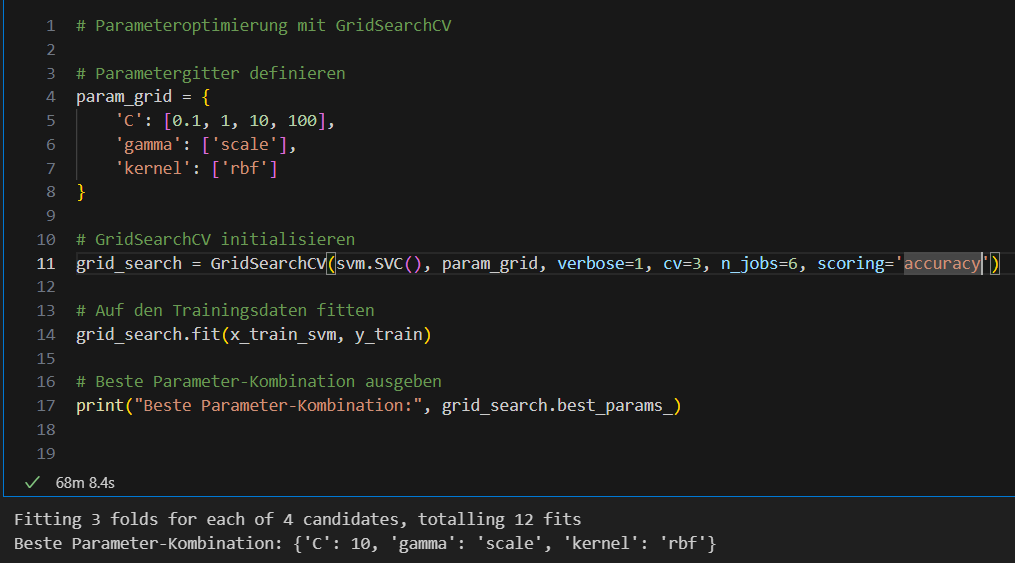 1 # Parameteroptimierung mit GridSearchCV
2
3 # Parametergitter definieren
4 param_grid = {
5     'C': [0.1, 1, 10, 100],
6     'gamma': ['scale'],
7     'kernel': ['rbf']
8 }
9
10 # GridSearchCV initialisieren
11 grid_search = GridSearchCV(svm.SVC(), param_grid, verbose=1, cv=3, n_jobs=6, scoring='accuracy')
12
13 # Auf den Trainingsdaten fitten
14 grid_search.fit(x_train_svm, y_train)
15
16 # Beste Parameter-Kombination ausgeben
17 print("Beste Parameter-Kombination:", grid_search.best_params_)
18
19
68m 8.4s
Fitting 3 folds for each of 4 candidates, totalling 12 fits
Beste Parameter-Kombination: {'C': 10, 'gamma': 'scale', 'kernel': 'rbf'}